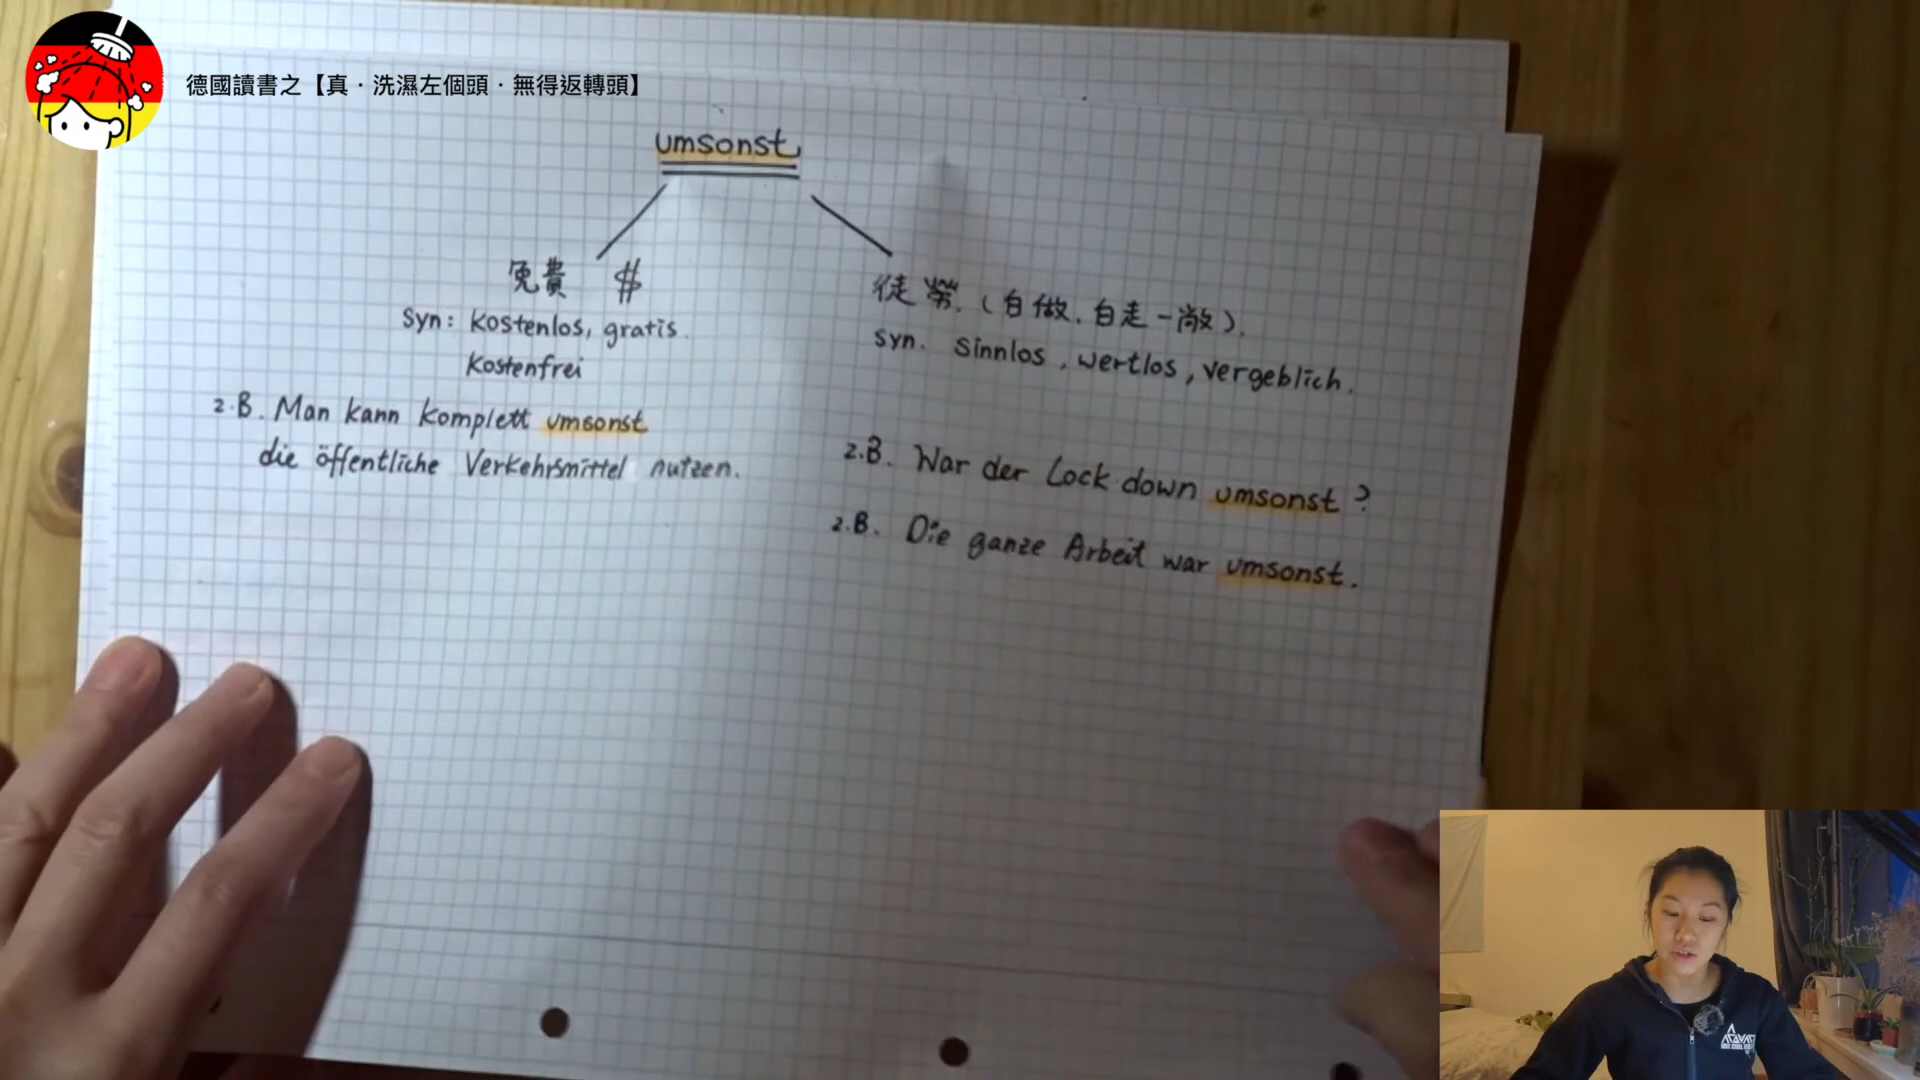 德國讀書之【真．洗濕左個頭．無得返轉頭】
umsonst
免費 $
Syn: kostenlos, gratis.
kostenfrei
z.B. Man kann komplett umsonst
die öffentliche Verkehrsmittel nutzen.
徒勞. (白做. 白走一尚攵).
syn. sinnlos, wertlos, vergeblich.
z.B. War der Lock down umsonst?
z.B. Die ganze Arbeit war umsonst.